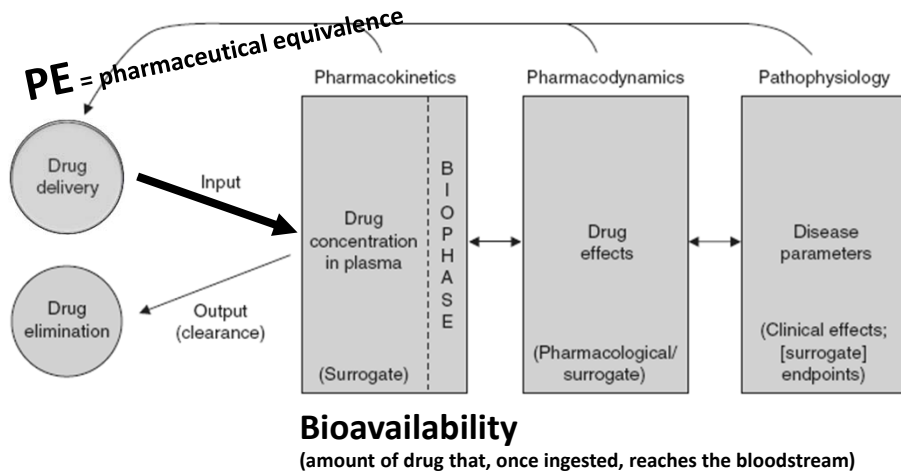 PE = pharmaceutical equivalence
Pharmacokinetics
Pharmacodynamics
Pathophysiology
Drug
delivery
Input
Drug
concentration
in plasma
(Surrogate)
BIOPHASE
Drug
effects
(Pharmacological/
surrogate)
Disease
parameters
(Clinical effects;
[surrogate]
endpoints)
Output
(clearance)
Drug
elimination
Bioavailability
(amount of drug that, once ingested, reaches the bloodstream)